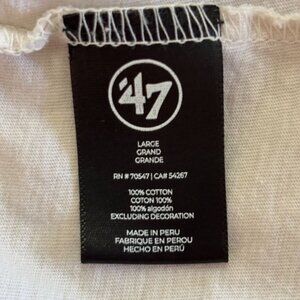 '47
LARGE
GRAND
GRANDE
RN # 70547 | CA# 54267
100% COTTON
COTON 100%
100% algodón
EXCLUDING DECORATION
MADE IN PERU
FABRIQUE EN PEROU
HECHO EN PERÚ